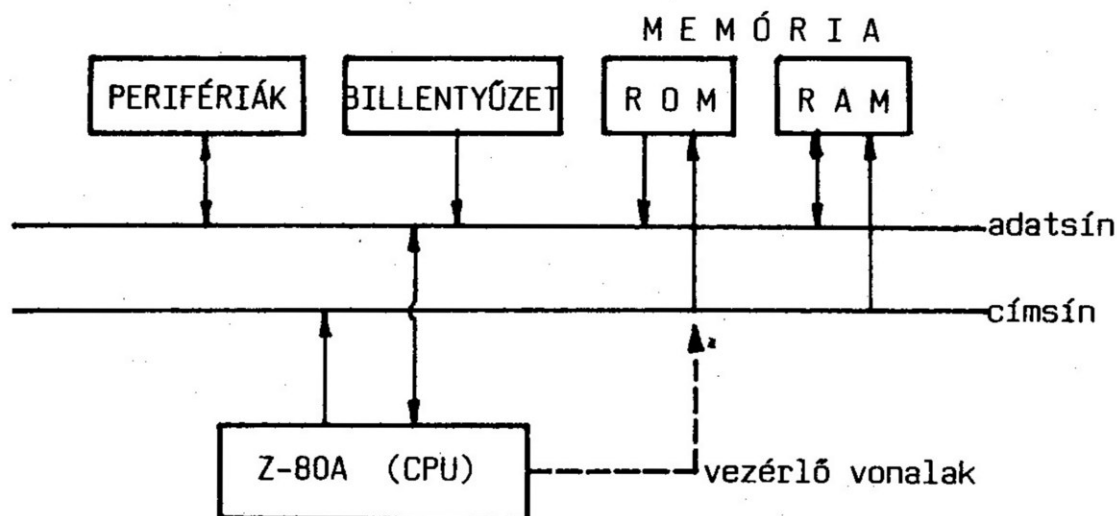 M E M Ó R I A
PERIFÉRIÁK
BILLENTYŰZET
R O M
R A M
adatsín
címsín
Z-80A (CPU)
vezérlő vonalak